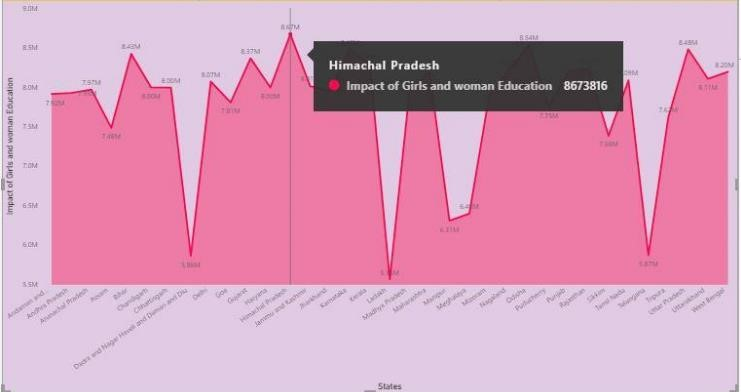 9.0M
8.5M
8.0M
7.5M
7.0M
6.5M
6.0M
5.5M
Impact of Girls and woman Education
7.92M
7.97M
7.48M
8.43M
8.00M
8.00M
5.86M
8.07M
7.81M
8.37M
8.00M
8.67M
6.31M
8.54M
7.75M
7.38M
5.87M
8.48M
8.11M
8.20M
Himachal Pradesh
Impact of Girls and woman Education 8673816
Andaman and...
Andhra Pradesh
Arunachal Pradesh
Assam
Bihar
Chandigarh
Chhattisgarh
Dadra and Nagar Haveli and Daman and Diu
Delhi
Goa
Gujarat
Haryana
Himachal Pradesh
Jammu and Kashmir
Jharkhand
Karnataka
Kerala
Ladakh
Madhya Pradesh
Maharashtra
Manipur
Meghalaya
Mizoram
Nagaland
Odisha
Puducherry
Punjab
Rajasthan
Sikkim
Tamil Nadu
Telangana
Tripura
Uttar Pradesh
Uttarakhand
West Bengal
States